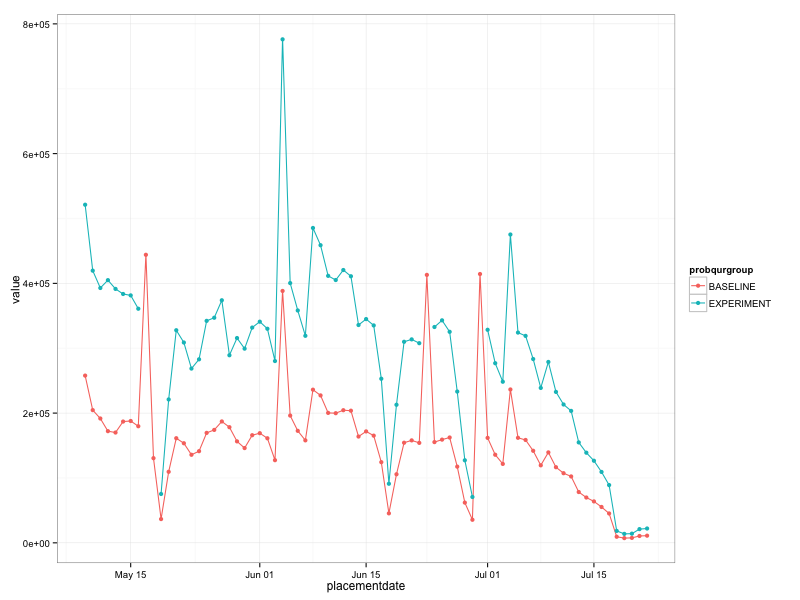 8e+05
6e+05
4e+05
2e+05
0e+00
value
May 15
Jun 01
Jun 15
Jul 01
Jul 15
placementdate
probqurgroup
BASELINE
EXPERIMENT